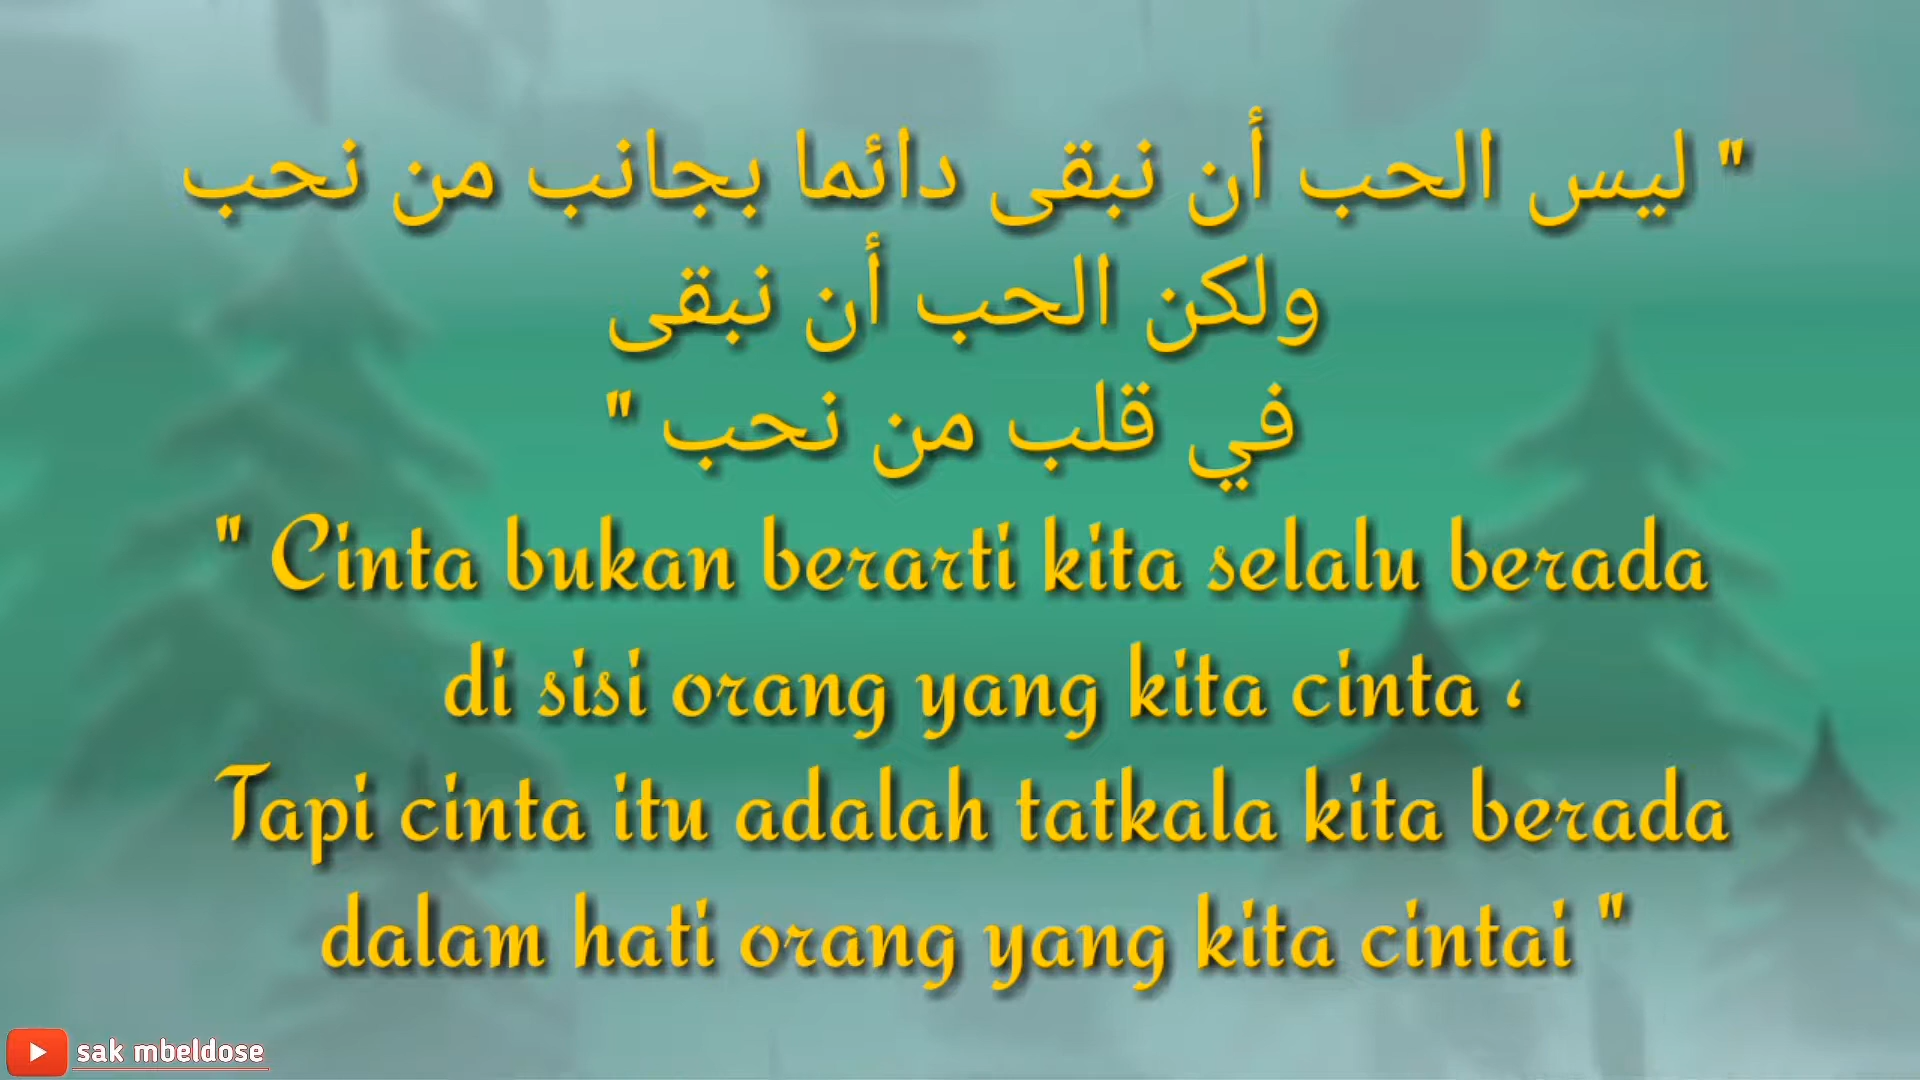 " ليس الحب أن نبقى دائما بجانب من نحب
ولكن الحب أن نبقى
في قلب من نحب "
" Cinta bukan berarti kita selalu berada
di sisi orang yang kita cinta ،
Tapi cinta itu adalah tatkala kita berada
dalam hati orang yang kita cintai "
sak mbeldose